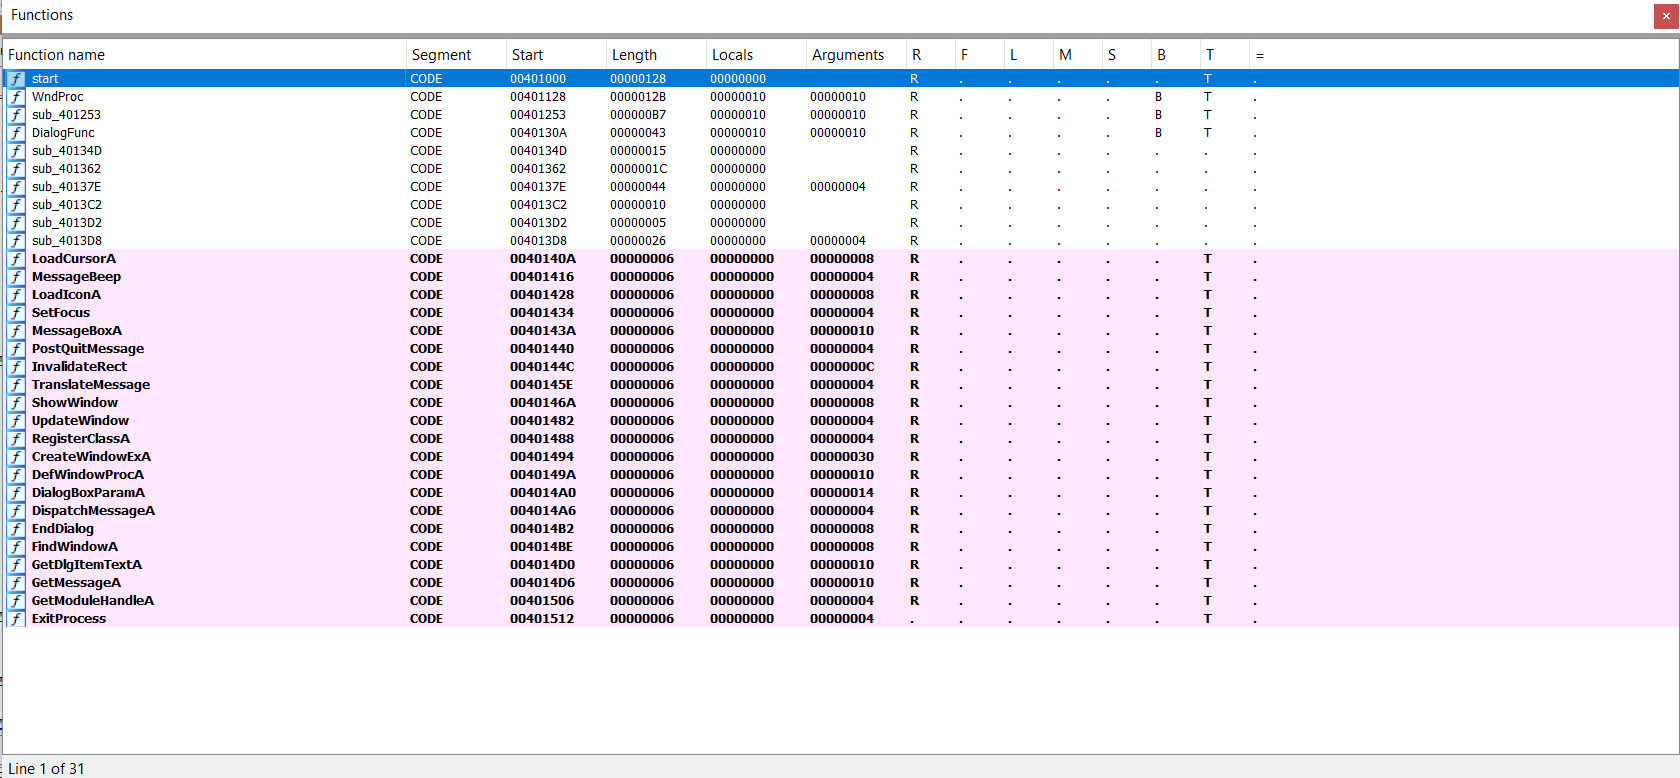 Functions
Function name Segment Start Length Locals Arguments R F L M S B T =
start CODE 00401000 00000128 00000000 R . . . . . T .
WndProc CODE 00401128 0000012B 00000010 00000010 R . . . . B T .
sub_401253 CODE 00401253 000000B7 00000010 00000010 R . . . . B T .
DialogFunc CODE 0040130A 00000043 00000010 00000010 R . . . . B T .
sub_40134D CODE 0040134D 00000015 00000000 R . . . . . . .
sub_401362 CODE 00401362 0000001C 00000000 R . . . . . . .
sub_40137E CODE 0040137E 00000044 00000000 00000004 R . . . . . . .
sub_4013C2 CODE 004013C2 00000010 00000000 R . . . . . . .
sub_4013D2 CODE 004013D2 00000005 00000000 R . . . . . . .
sub_4013D8 CODE 004013D8 00000026 00000000 00000004 R . . . . . . .
LoadCursorA CODE 0040140A 00000006 00000000 00000008 R . . . . . T .
MessageBeep CODE 00401416 00000006 00000000 00000004 R . . . . . T .
LoadIconA CODE 00401428 00000006 00000000 00000008 R . . . . . T .
SetFocus CODE 00401434 00000006 00000000 00000004 R . . . . . T .
MessageBoxA CODE 0040143A 00000006 00000000 00000010 R . . . . . T .
PostQuitMessage CODE 00401440 00000006 00000000 00000004 R . . . . . T .
InvalidateRect CODE 0040144C 00000006 00000000 0000000C R . . . . . T .
TranslateMessage CODE 0040145E 00000006 00000000 00000004 R . . . . . T .
ShowWindow CODE 0040146A 00000006 00000000 00000008 R . . . . . T .
UpdateWindow CODE 00401482 00000006 00000000 00000004 R . . . . . T .
RegisterClassA CODE 00401488 00000006 00000000 00000004 R . . . . . T .
CreateWindowExA CODE 00401494 00000006 00000000 00000030 R . . . . . T .
DefWindowProcA CODE 0040149A 00000006 00000000 00000010 R . . . . . T .
DialogBoxParamA CODE 004014A0 00000006 00000000 00000014 R . . . . . T .
DispatchMessageA CODE 004014A6 00000006 00000000 00000004 R . . . . . T .
EndDialog CODE 004014B2 00000006 00000000 00000008 R . . . . . T .
FindWindowA CODE 004014BE 00000006 00000000 00000008 R . . . . . T .
GetDlgItemTextA CODE 004014D0 00000006 00000000 00000010 R . . . . . T .
GetMessageA CODE 004014D6 00000006 00000000 00000010 R . . . . . T .
GetModuleHandleA CODE 00401506 00000006 00000000 00000004 R . . . . . T .
ExitProcess CODE 00401512 00000006 00000000 00000004 . . . . . . T .
Line 1 of 31